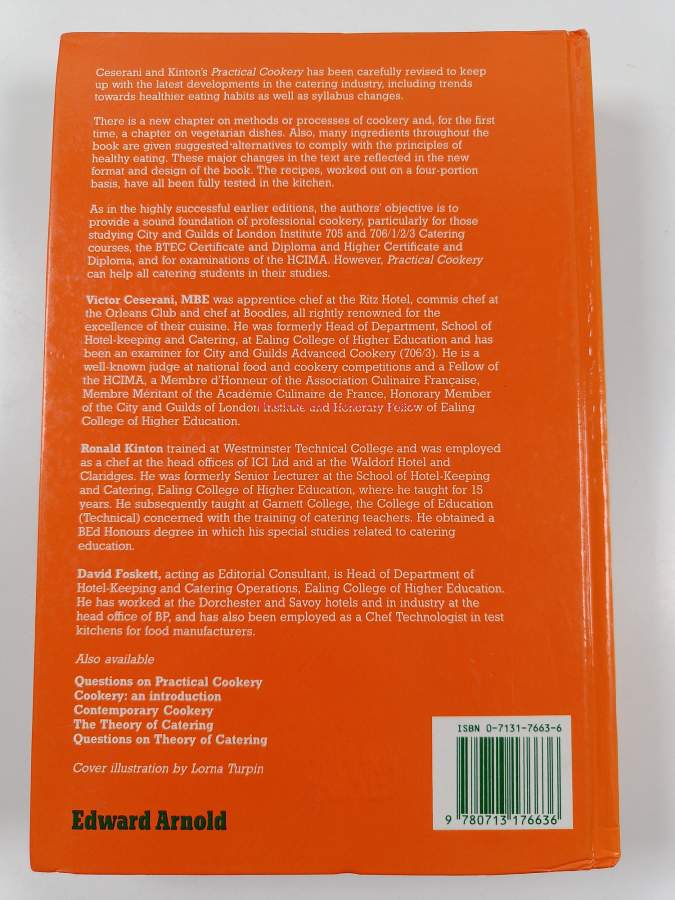 Ceserani and Kinton's Practical Cookery has been carefully revised to keep
up with the latest developments in the catering industry, including trends
towards healthier eating habits as well as syllabus changes.
There is a new chapter on methods or processes of cookery and, for the first
time, a chapter on vegetarian dishes. Also, many ingredients throughout the
book are given suggested alternatives to comply with the principles of
healthy eating. These major changes in the text are reflected in the new
format and design of the book. The recipes, worked out on a four-portion
basis, have all been fully tested in the kitchen.
As in the highly successful earlier editions, the authors' objective is to
provide a sound foundation of professional cookery, particularly for those
studying City and Guilds of London Institute 705 and 706/1/2/3 Catering
courses, the BTEC Certificate and Diploma and Higher Certificate and
Diploma, and for examinations of the HCIMA. However, Practical Cookery
can help all catering students in their studies.
Victor Ceserani, MBE was apprentice chef at the Ritz Hotel, commis chef at
the Orleans Club and chef at Boodles, all rightly renowned for the
excellence of their cuisine. He was formerly Head of Department, School of
Hotel-keeping and Catering, at Ealing College of Higher Education and has
been an examiner for City and Guilds Advanced Cookery (706/3). He is a
well-known judge at national food and cookery competitions and a Fellow of
the HCIMA, a Membre d'Honneur of the Association Culinaire Française,
Membre Méritant of the Académie Culinaire de France, Honorary Member
of the City and Guilds of London Institute and Honorary Fellow of Ealing
College of Higher Education.
Ronald Kinton trained at Westminster Technical College and was employed
as a chef at the head offices of ICI Ltd and at the Waldorf Hotel and
Claridges. He was formerly Senior Lecturer at the School of Hotel-Keeping
and Catering, Ealing College of Higher Education, where he taught for 15
years. He subsequently taught at Garnett College, the College of Education
(Technical) concerned with the training of catering teachers. He obtained a
BEd Honours degree in which his special studies related to catering
education.
David Foskett, acting as Editorial Consultant, is Head of Department of
Hotel-Keeping and Catering Operations, Ealing College of Higher Education.
He has worked at the Dorchester and Savoy hotels and in industry at the
head office of BP, and has also been employed as a Chef Technologist in test
kitchens for food manufacturers.
Also available
Questions on Practical Cookery
Cookery: an introduction
Contemporary Cookery
The Theory of Catering
Questions on Theory of Catering
Cover illustration by Lorna Turpin
Edward Arnold
ISBN 0-7131-7663-6
9 780713 176636